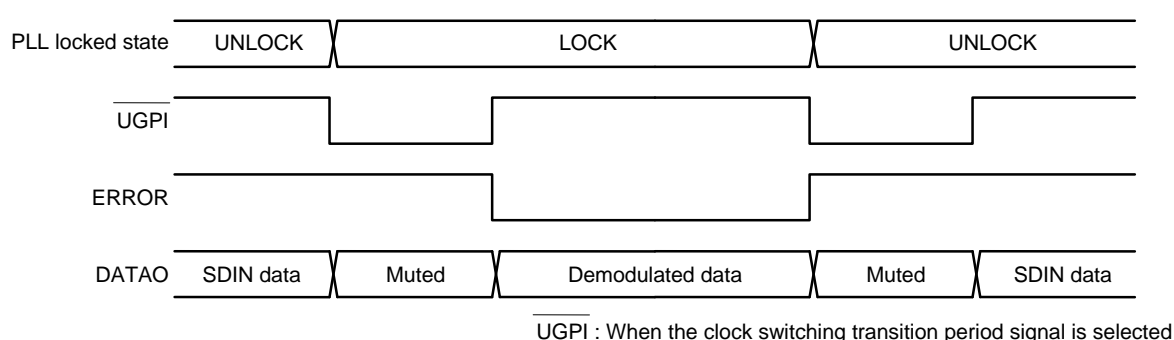 PLL locked state UNLOCK LOCK UNLOCK
UGPI
ERROR
DATAO SDIN data Muted Demodulated data Muted SDIN data
UGPI : When the clock switching transition period signal is selected